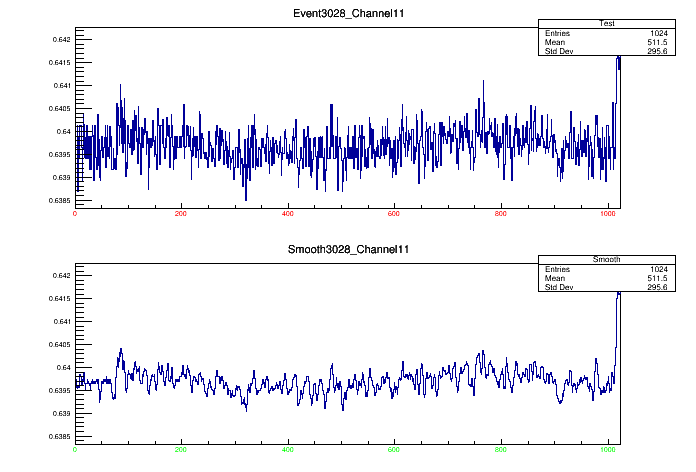 Event3028_Channel11
Test
Entries 1024
Mean 511.5
Std Dev 295.6
0.642
0.6415
0.641
0.6405
0.64
0.6395
0.639
0.6385
0 200 400 600 800 1000
Smooth3028_Channel11
Smooth
Entries 1024
Mean 511.5
Std Dev 295.6
0.642
0.6415
0.641
0.6405
0.64
0.6395
0.639
0.6385
0 200 400 600 800 1000